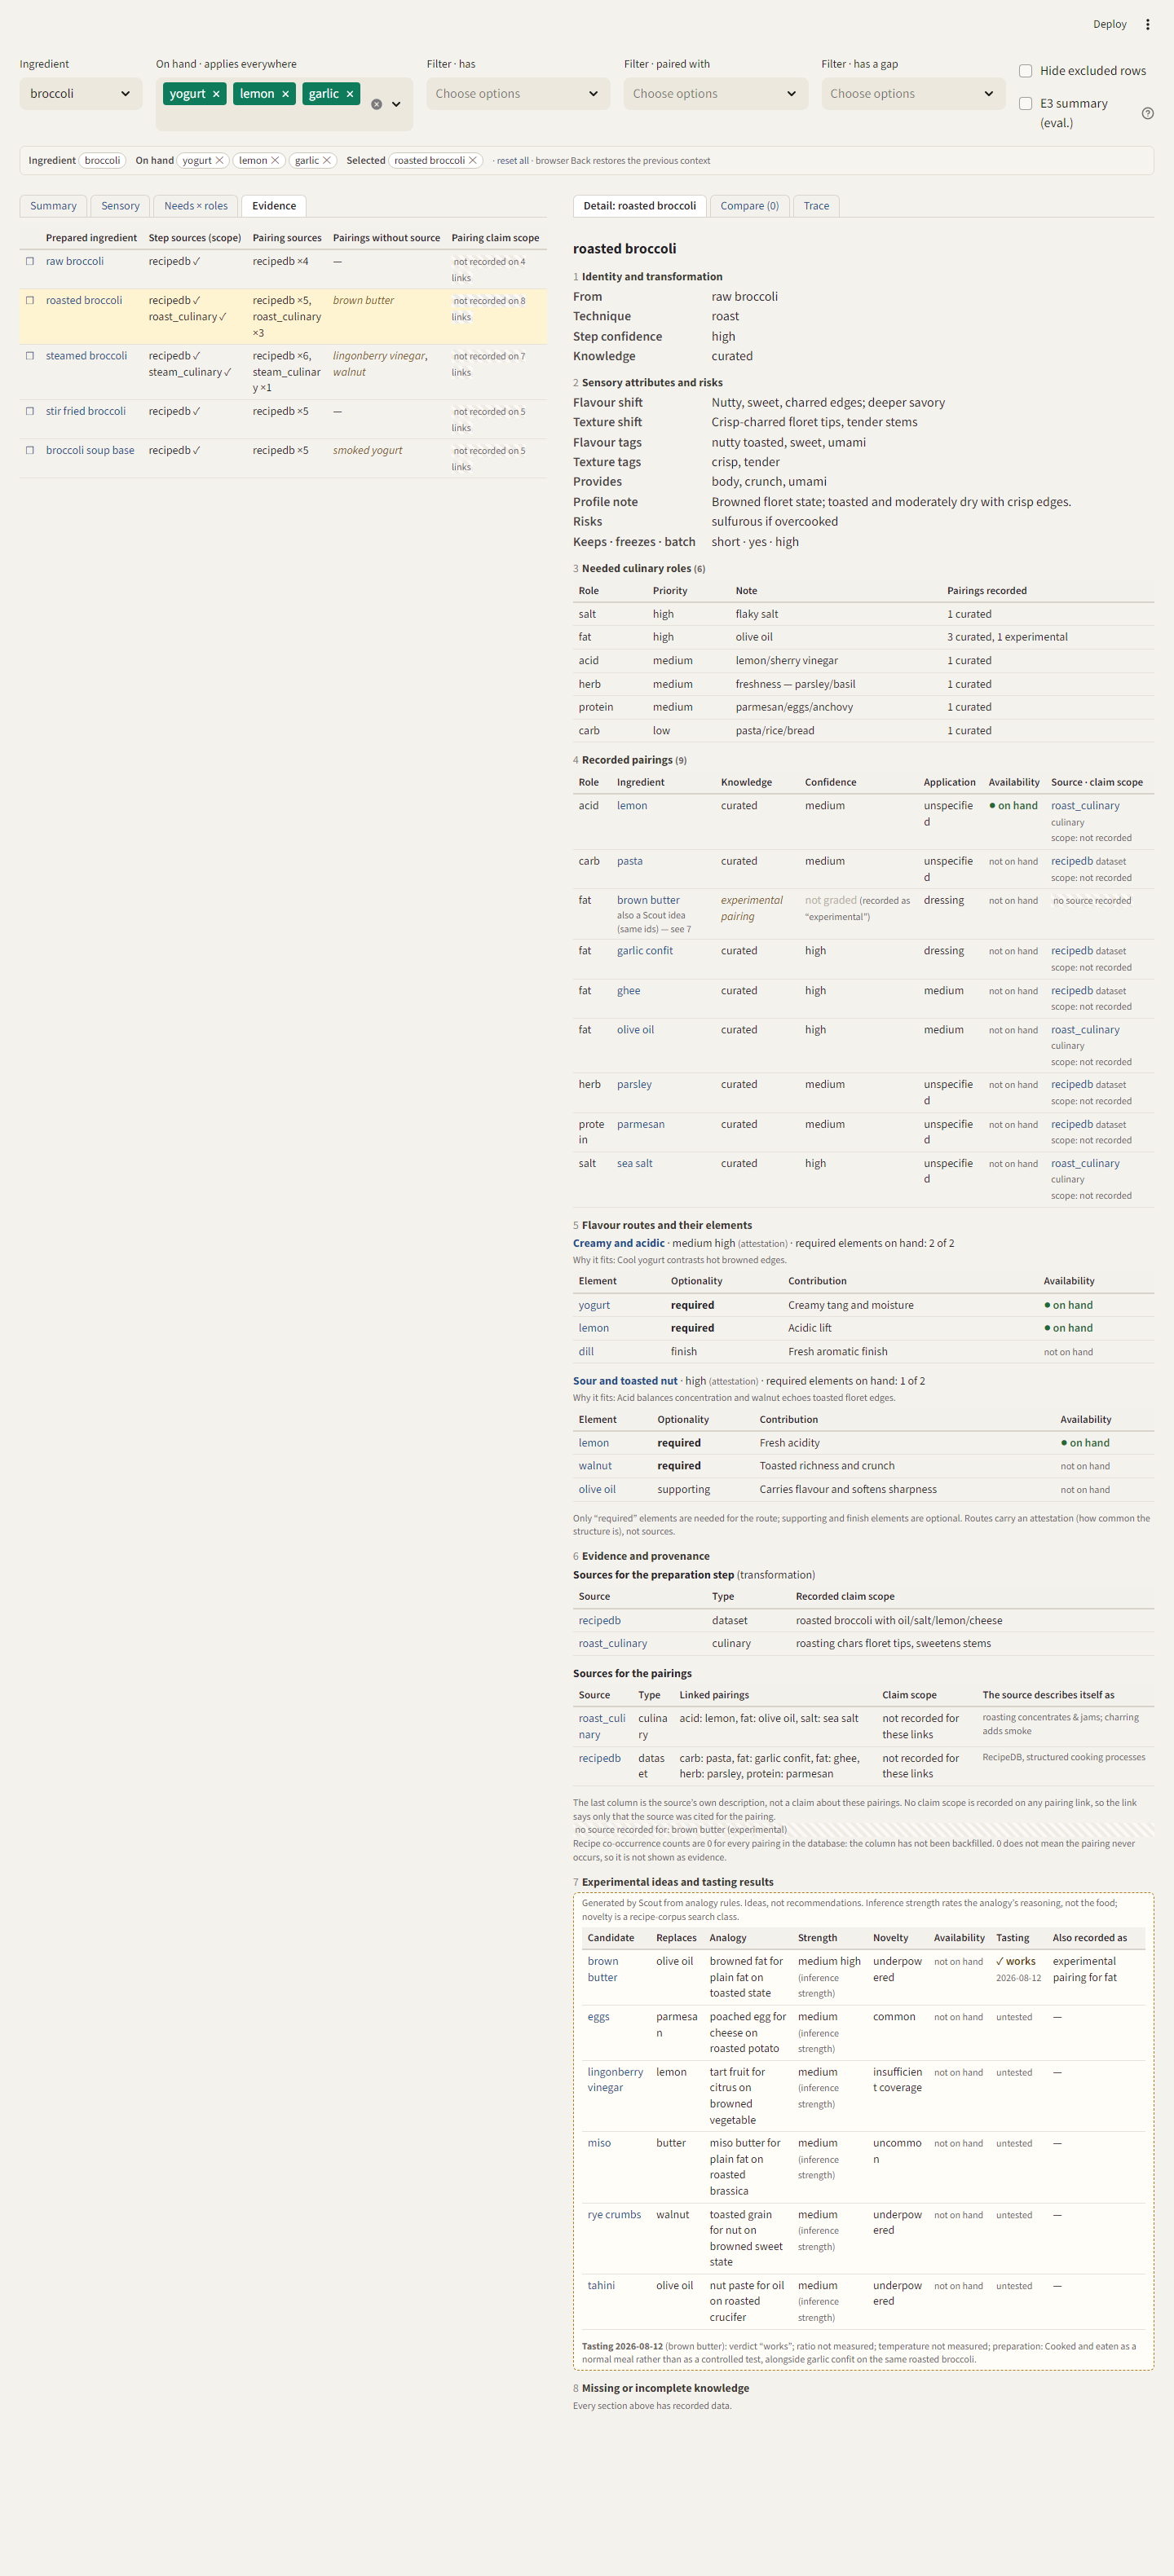 Deploy
Ingredient
On hand · applies everywhere
Filter · has
Filter · paired with
Filter · has a gap
broccoli
yogurt ×
lemon ×
garlic ×
Choose options
Choose options
Choose options
Hide excluded rows
E3 summary
(eval.)
Ingredient broccoli On hand yogurt × lemon × garlic × Selected roasted broccoli × · reset all · browser Back restores the previous context
Summary
Sensory
Needs × roles
Evidence
Prepared ingredient Step sources (scope) Pairing sources Pairings without source Pairing claim scope
raw broccoli recipedb ✓ recipedb ×4 — not recorded on 4
links
roasted broccoli recipedb ✓ recipedb ×5, brown butter not recorded on 8
roast_culinary ✓ roast_culinary links
×3
steamed broccoli recipedb ✓ recipedb ×6, lingonberry vinegar, not recorded on 7
steam_culinary ✓ steam_culinar walnut links
y ×1
stir fried broccoli recipedb ✓ recipedb ×5 — not recorded on 5
links
broccoli soup base recipedb ✓ recipedb ×5 smoked yogurt not recorded on 5
links
Detail: roasted broccoli
Compare (0)
Trace
roasted broccoli
1 Identity and transformation
From raw broccoli
Technique roast
Step confidence high
Knowledge curated
2 Sensory attributes and risks
Flavour shift Nutty, sweet, charred edges; deeper savory
Texture shift Crisp-charred floret tips, tender stems
Flavour tags nutty toasted, sweet, umami
Texture tags crisp, tender
Provides body, crunch, umami
Profile note Browned floret state; toasted and moderately dry with crisp edges.
Risks sulfurous if overcooked
Keeps · freezes · batch short · yes · high
3 Needed culinary roles (6)
Role Priority Note Pairings recorded
salt high flaky salt 1 curated
fat high olive oil 3 curated, 1 experimental
acid medium lemon/sherry vinegar 1 curated
herb medium freshness — parsley/basil 1 curated
protein medium parmesan/eggs/anchovy 1 curated
carb low pasta/rice/bread 1 curated
4 Recorded pairings (9)
Role Ingredient Knowledge Confidence Application Availability Source · claim scope
acid lemon curated medium unspecifie ● on hand roast_culinary
d culinary
scope: not recorded
carb pasta curated medium unspecifie not on hand recipedb dataset
d scope: not recorded
fat brown butter experimental not graded (recorded as dressing not on hand no source recorded
also a Scout idea pairing “experimental”)
(same ids) — see 7
fat garlic confit curated high dressing not on hand recipedb dataset
scope: not recorded
fat ghee curated high medium not on hand recipedb dataset
scope: not recorded
fat olive oil curated high medium not on hand roast_culinary
culinary
scope: not recorded
herb parsley curated medium unspecifie not on hand recipedb dataset
d scope: not recorded
prote parmesan curated medium unspecifie not on hand recipedb dataset
in d scope: not recorded
salt sea salt curated high unspecifie not on hand roast_culinary
d culinary
scope: not recorded
5 Flavour routes and their elements
Creamy and acidic · medium high (attestation) · required elements on hand: 2 of 2
Why it fits: Cool yogurt contrasts hot browned edges.
Element Optionality Contribution Availability
yogurt required Creamy tang and moisture ● on hand
lemon required Acidic lift ● on hand
dill finish Fresh aromatic finish not on hand
Sour and toasted nut · high (attestation) · required elements on hand: 1 of 2
Why it fits: Acid balances concentration and walnut echoes toasted floret edges.
Element Optionality Contribution Availability
lemon required Fresh acidity ● on hand
walnut required Toasted richness and crunch not on hand
olive oil supporting Carries flavour and softens sharpness not on hand
Only “required” elements are needed for the route; supporting and finish elements are optional. Routes carry an attestation (how common the
structure is), not sources.
6 Evidence and provenance
Sources for the preparation step (transformation)
Source Type Recorded claim scope
recipedb dataset roasted broccoli with oil/salt/lemon/cheese
roast_culinary culinary roasting chars floret tips, sweetens stems
Sources for the pairings
Source Type Linked pairings Claim scope The source describes itself as
roast_culi culina acid: lemon, fat: olive oil, salt: sea salt not recorded for roasting concentrates & jams; charring
nary ry these links adds smoke
recipedb datas carb: pasta, fat: garlic confit, fat: ghee, not recorded for RecipeDB, structured cooking processes
et herb: parsley, protein: parmesan these links
The last column is the source's own description, not a claim about these pairings. No claim scope is recorded on any pairing link, so the link
says only that the source was cited for the pairing.
no source recorded for: brown butter (experimental)
Recipe co-occurrence counts are 0 for every pairing in the database: the column has not been backfilled. 0 does not mean the pairing never
occurs, so it is not shown as evidence.
7 Experimental ideas and tasting results
Generated by Scout from analogy rules. Ideas, not recommendations. Inference strength rates the analogy's reasoning, not the food;
novelty is a recipe-corpus search class.
Candidate Replaces Analogy Strength Novelty Availability Tasting Also recorded as
brown olive oil browned fat for medium high underpow not on hand ✓ works experimental
butter plain fat on (inference ered 2026-08-12 pairing for fat
toasted state strength)
eggs parmesa poached egg for medium common not on hand untested —
n cheese on (inference
roasted potato strength)
lingonberry lemon tart fruit for medium insufficien not on hand untested —
vinegar citrus on (inference t coverage
browned strength)
vegetable
miso butter miso butter for medium uncommo not on hand untested —
plain fat on (inference n
roasted strength)
brassica
rye crumbs walnut toasted grain medium underpow not on hand untested —
for nut on (inference ered
browned sweet strength)
state
tahini olive oil nut paste for oil medium underpow not on hand untested —
on roasted (inference ered
crucifer strength)
Tasting 2026-08-12 (brown butter): verdict “works”; ratio not measured; temperature not measured; preparation: Cooked and eaten as a
normal meal rather than as a controlled test, alongside garlic confit on the same roasted broccoli.
8 Missing or incomplete knowledge
Every section above has recorded data.